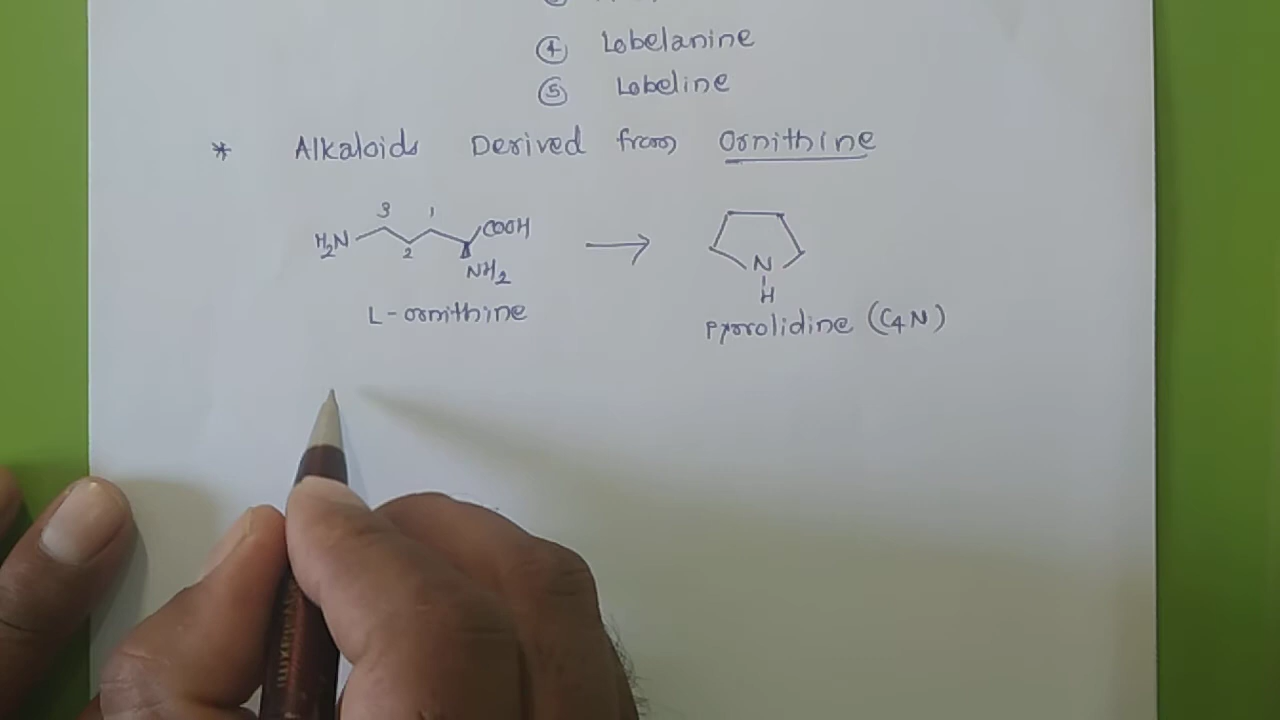 ④ Lobelanine
⑤ Lobeline
* Alkaloids Derived from Ornithine
H₂N 3 2 1 COOH NH₂
N H
L-ornithine
Pyrrolidine (C₄N)